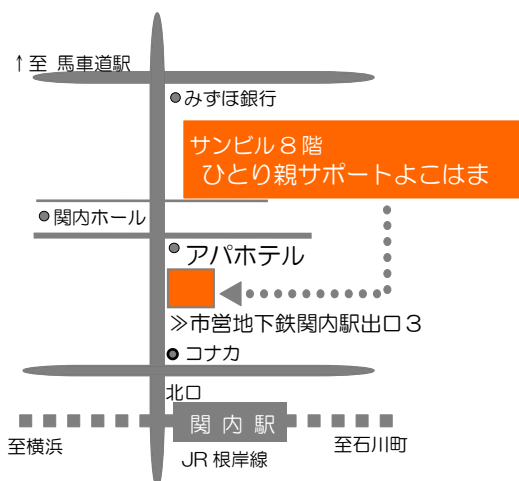 ↑至 馬車道駅
みずほ銀行
サンビル8階
ひとり親サポートよこはま
関内ホール
アパホテル
≫市営地下鉄関内駅出口3
コナカ
北口
関内駅
至横浜
至石川町
JR根岸線